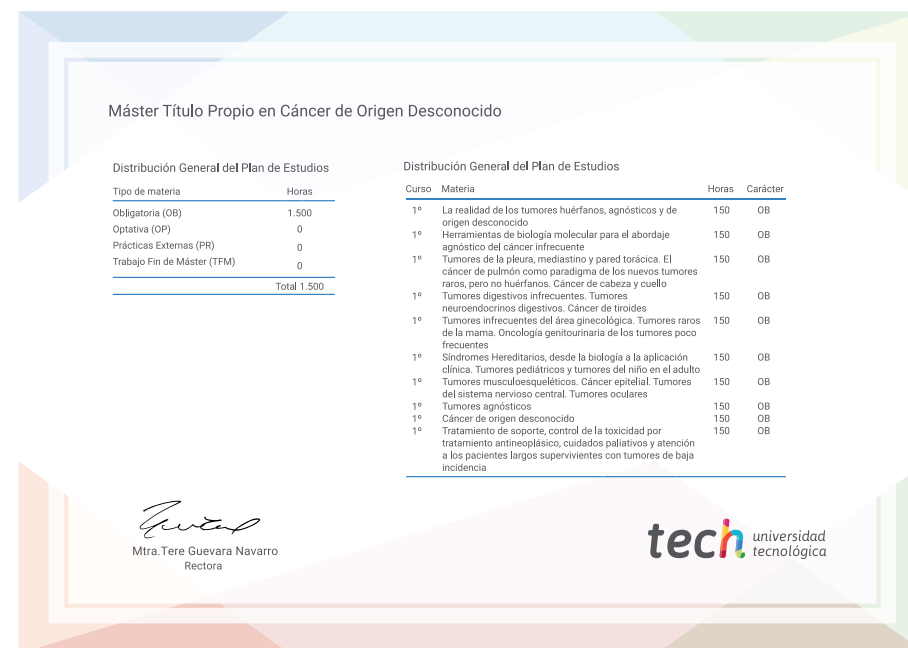 Máster Título Propio en Cáncer de Origen Desconocido
Distribución General del Plan de Estudios
Tipo de materia Horas
Obligatoria (OB) 1.500
Optativa (OP) 0
Prácticas Externas (PR) 0
Trabajo Fin de Máster (TFM) 0
Total 1.500
Distribución General del Plan de Estudios
Curso Materia Horas Carácter
1º La realidad de los tumores huérfanos, agnósticos y de 150 OB
origen desconocido
1º Herramientas de biología molecular para el abordaje 150 OB
agnóstico del cáncer infrecuente
1º Tumores de la pleura, mediastino y pared torácica. El 150 OB
cáncer de pulmón como paradigma de los nuevos tumores
raros, pero no huérfanos. Cáncer de cabeza y cuello
1º Tumores digestivos infrecuentes. Tumores 150 OB
neuroendocrinos digestivos. Cáncer de tiroides
1º Tumores infrecuentes del área ginecológica. Tumores raros 150 OB
de la mama. Oncología genitourinaria de los tumores poco
frecuentes
1º Síndromes Hereditarios, desde la biología a la aplicación 150 OB
clínica. Tumores pediátricos y tumores del niño en el adulto
1º Tumores musculoesqueléticos. Cáncer epitelial. Tumores 150 OB
del sistema nervioso central. Tumores oculares
1º Tumores agnósticos 150 OB
1º Cáncer de origen desconocido 150 OB
1º Tratamiento de soporte, control de la toxicidad por 150 OB
tratamiento antineoplásico, cuidados paliativos y atención
a los pacientes largos supervivientes con tumores de baja
incidencia
Mtra.Tere Guevara Navarro
Rectora
tech universidad
tecnológica